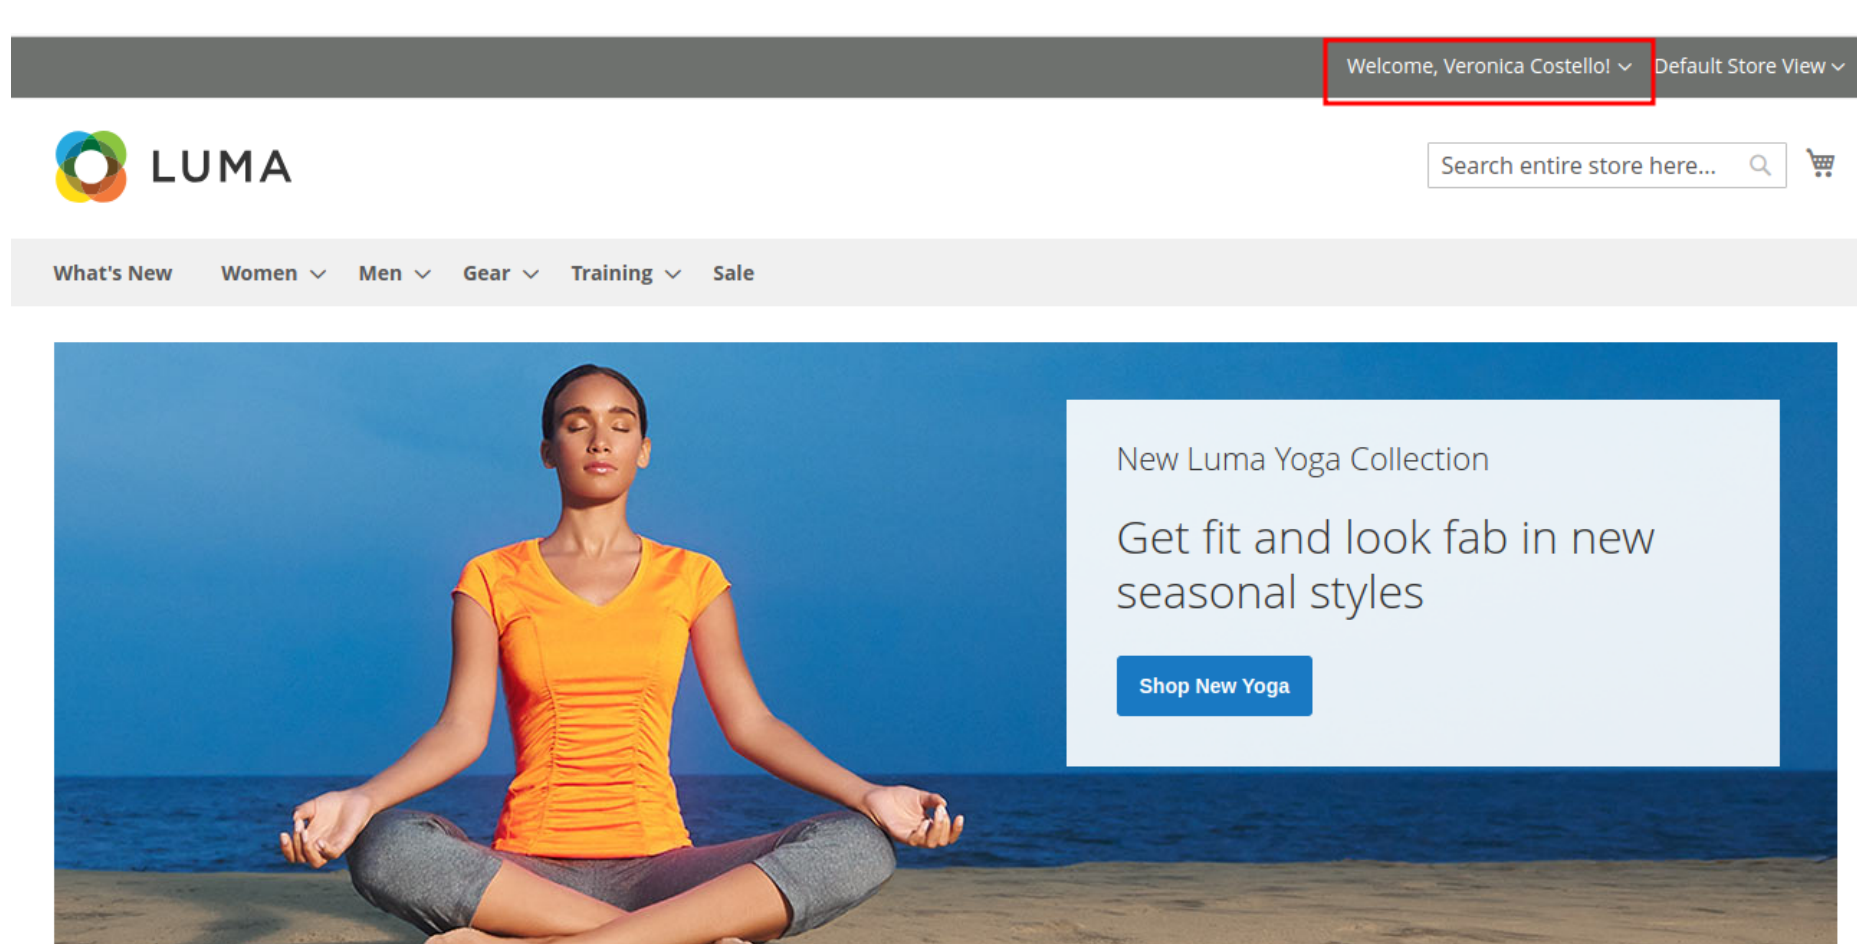 Welcome, Veronica Costello! Default Store View
LUMA
Search entire store here...
What's New Women Men Gear Training Sale
New Luma Yoga Collection
Get fit and look fab in new
seasonal styles
Shop New Yoga